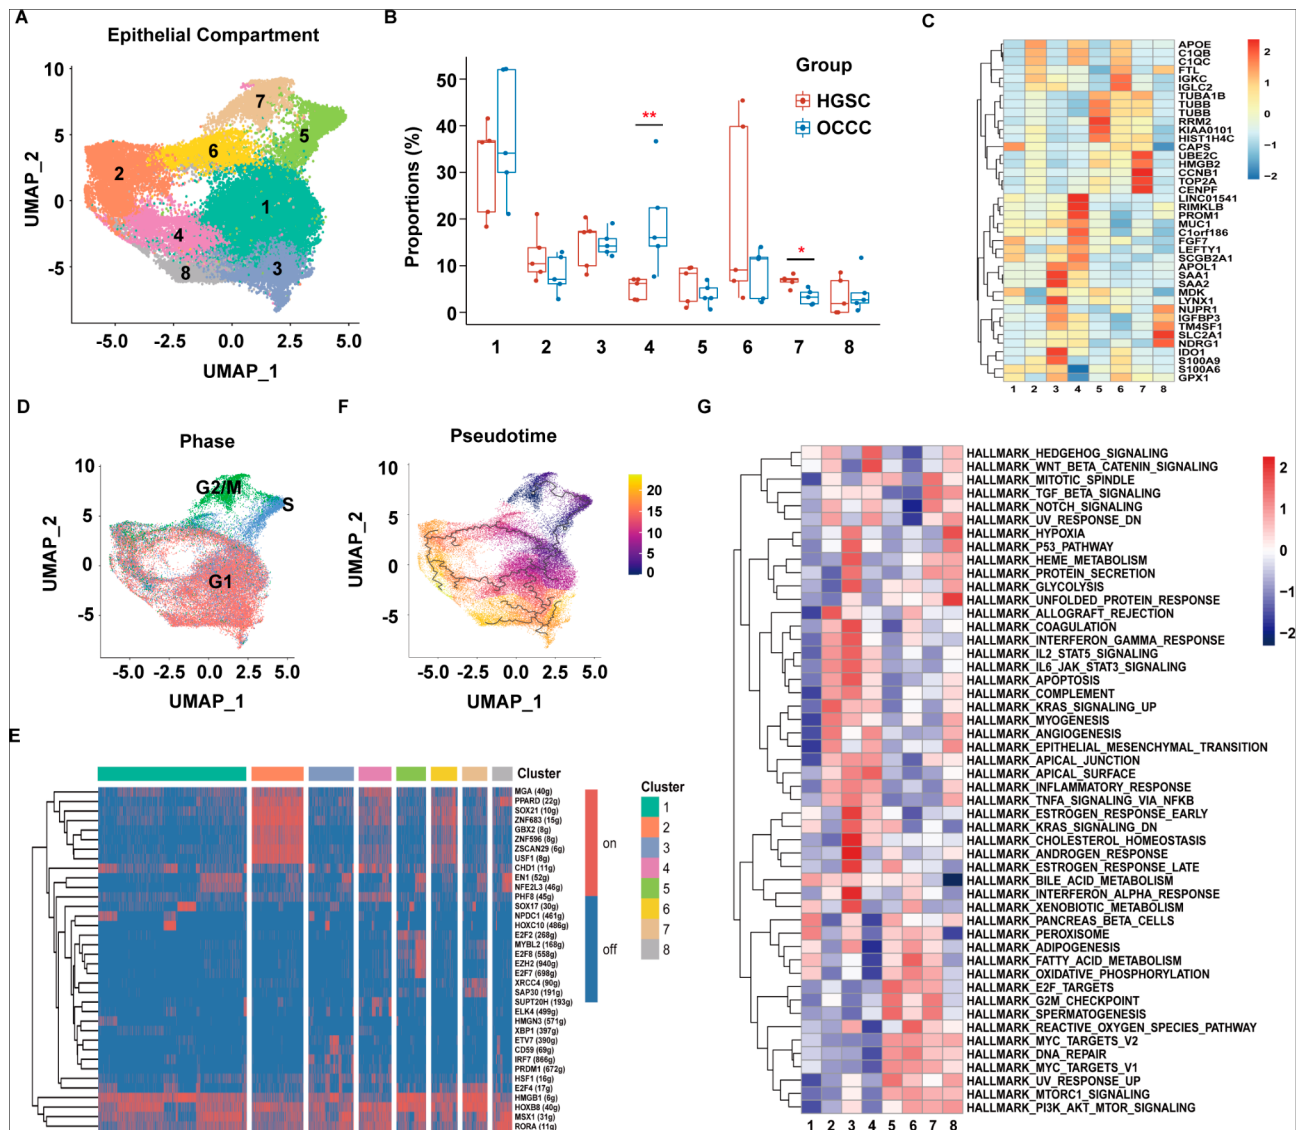 A
Epithelial Compartment
10
5
0
-5
UMAP_2
1
2
3
4
5
6
7
8
-5.0 -2.5 0.0 2.5 5.0
UMAP_1
B
Proportions (%)
50
40
30
20
10
0
**
*
Group
HGSC
OCCC
1 2 3 4 5 6 7 8
C
APOE
C1QB
C1QC
FTL
IGKC
IGLC2
TUBA1B
TUBB
TUBB
RRM2
KIAA0101
HIST1H4C
CAPS
UBE2C
HMGB2
CCNB1
TOP2A
CENPF
LINC01541
RIMKLB
PROM1
MUC1
C1orf186
FGF7
LEFTY1
SCGB2A1
APOL1
SAA1
SAA2
MDK
LYNX1
NUPR1
IGFBP3
TM4SF1
SLC2A1
NDRG1
IDO1
S100A9
S100A6
GPX1
1 2 3 4 5 6 7 8
2
1
0
-1
-2
D
Phase
10
5
0
-5
UMAP_2
G2/M
S
G1
-5.0 -2.5 0.0 2.5 5.0
UMAP_1
F
Pseudotime
10
5
0
-5
UMAP_2
-5.0 -2.5 0.0 2.5 5.0
UMAP_1
20
15
10
5
0
E
Cluster
MGA (40g)
PPARD (22g)
SOX21 (10g)
ZNF683 (15g)
GBX2 (8g)
ZNF596 (8g)
ZSCAN29 (6g)
USF1 (8g)
CHD1 (11g)
EN1 (52g)
NFE2L3 (46g)
PHF8 (45g)
SOX17 (30g)
NPDC1 (461g)
HOXC10 (486g)
E2F2 (268g)
MYBL2 (168g)
E2F8 (558g)
EZH2 (940g)
E2F7 (698g)
XRCC4 (90g)
SAP30 (191g)
SUPT20H (193g)
ELK4 (499g)
HMGN3 (571g)
XBP1 (397g)
ETV7 (390g)
CD59 (69g)
IRF7 (866g)
PRDM1 (672g)
HSF1 (16g)
E2F4 (17g)
HMGB1 (6g)
HOXB8 (40g)
MSX1 (31g)
RORA (11g)
on
off
Cluster
1
2
3
4
5
6
7
8
G
HALLMARK_HEDGEHOG_SIGNALING
HALLMARK_WNT_BETA_CATENIN_SIGNALING
HALLMARK_MITOTIC_SPINDLE
HALLMARK_TGF_BETA_SIGNALING
HALLMARK_NOTCH_SIGNALING
HALLMARK_UV_RESPONSE_DN
HALLMARK_HYPOXIA
HALLMARK_P53_PATHWAY
HALLMARK_HEME_METABOLISM
HALLMARK_PROTEIN_SECRETION
HALLMARK_GLYCOLYSIS
HALLMARK_UNFOLDED_PROTEIN_RESPONSE
HALLMARK_ALLOGRAFT_REJECTION
HALLMARK_COAGULATION
HALLMARK_INTERFERON_GAMMA_RESPONSE
HALLMARK_IL2_STAT5_SIGNALING
HALLMARK_IL6_JAK_STAT3_SIGNALING
HALLMARK_APOPTOSIS
HALLMARK_COMPLEMENT
HALLMARK_KRAS_SIGNALING_UP
HALLMARK_MYOGENESIS
HALLMARK_ANGIOGENESIS
HALLMARK_EPITHELIAL_MESENCHYMAL_TRANSITION
HALLMARK_APICAL_JUNCTION
HALLMARK_APICAL_SURFACE
HALLMARK_INFLAMMATORY_RESPONSE
HALLMARK_TNFA_SIGNALING_VIA_NFKB
HALLMARK_ESTROGEN_RESPONSE_EARLY
HALLMARK_KRAS_SIGNALING_DN
HALLMARK_CHOLESTEROL_HOMEOSTASIS
HALLMARK_ANDROGEN_RESPONSE
HALLMARK_ESTROGEN_RESPONSE_LATE
HALLMARK_BILE_ACID_METABOLISM
HALLMARK_INTERFERON_ALPHA_RESPONSE
HALLMARK_XENOBIOTIC_METABOLISM
HALLMARK_PANCREAS_BETA_CELLS
HALLMARK_PEROXISOME
HALLMARK_ADIPOGENESIS
HALLMARK_FATTY_ACID_METABOLISM
HALLMARK_OXIDATIVE_PHOSPHORYLATION
HALLMARK_E2F_TARGETS
HALLMARK_G2M_CHECKPOINT
HALLMARK_SPERMATOGENESIS
HALLMARK_REACTIVE_OXYGEN_SPECIES_PATHWAY
HALLMARK_MYC_TARGETS_V2
HALLMARK_DNA_REPAIR
HALLMARK_MYC_TARGETS_V1
HALLMARK_UV_RESPONSE_UP
HALLMARK_MTORC1_SIGNALING
HALLMARK_PI3K_AKT_MTOR_SIGNALING
1 2 3 4 5 6 7 8
2
1
0
-1
-2